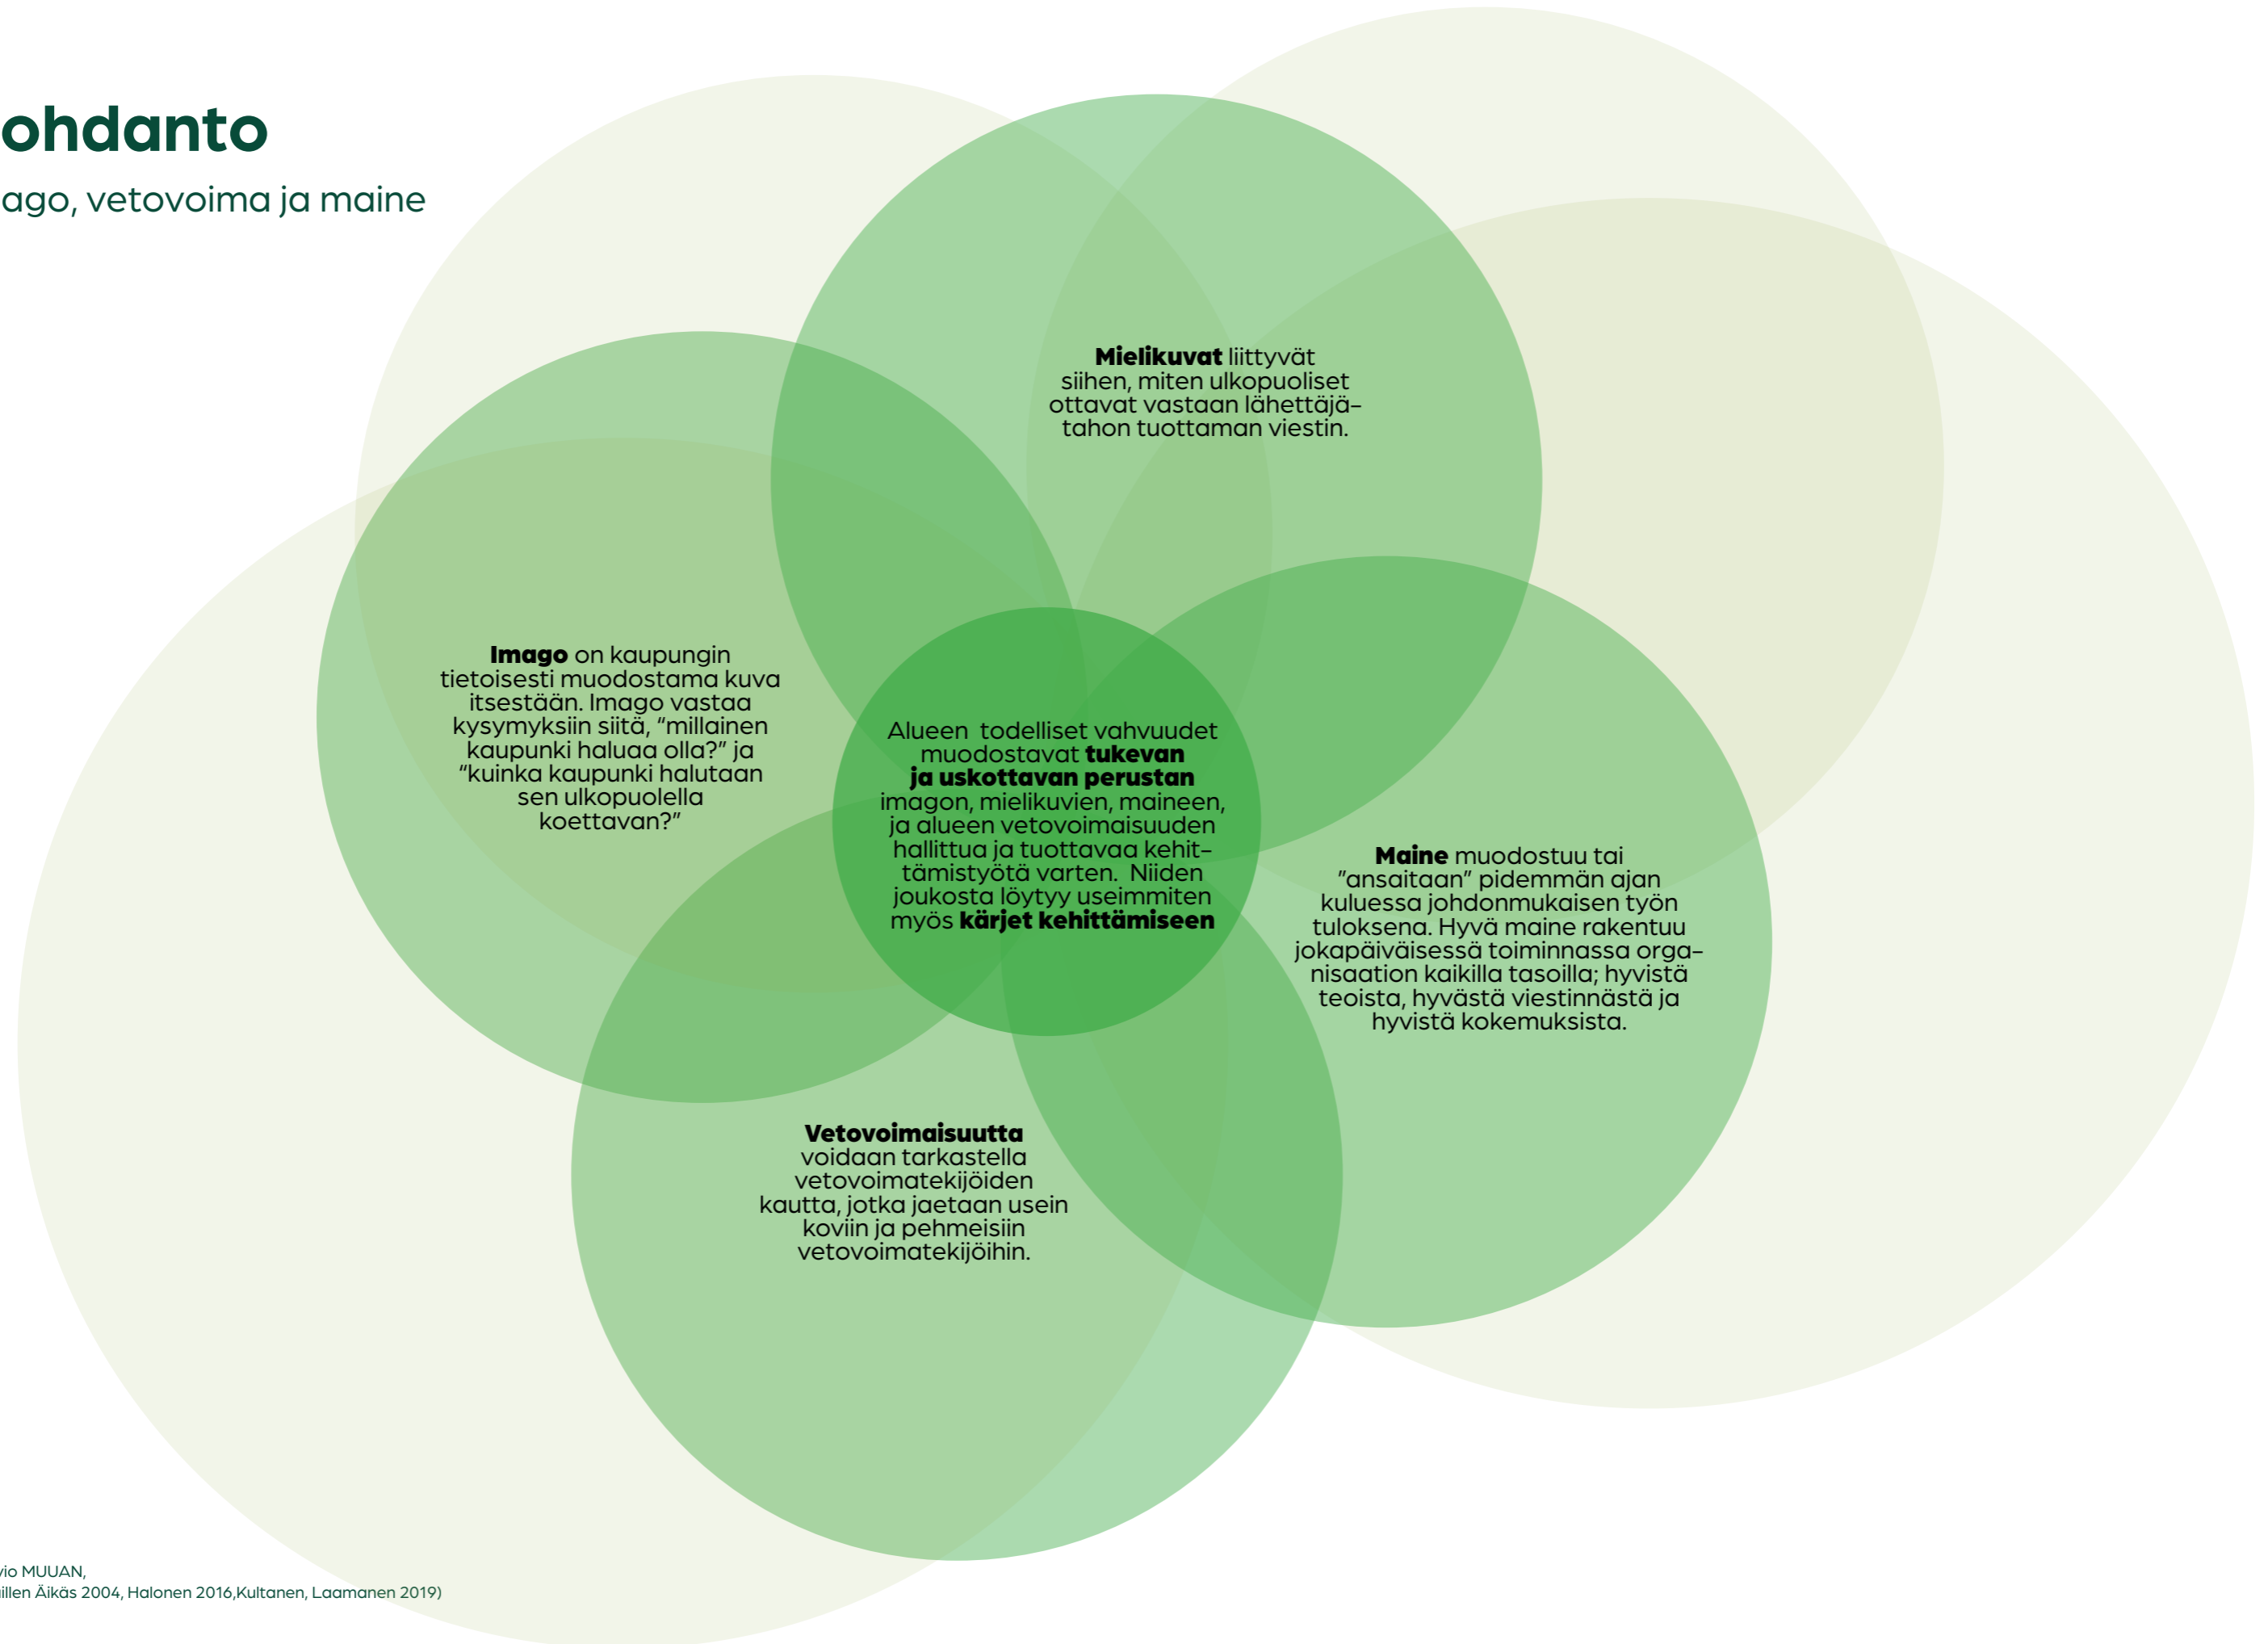 ohdanto
ago, vetovoima ja maine
Mielikuvat liittyvät
siihen, miten ulkopuoliset
ottavat vastaan lähettäjä-
tahon tuottaman viestin.
Imago on kaupungin
tietoisesti muodostama kuva
itsestään. Imago vastaa
kysymyksiin siitä, “millainen
kaupunki haluaa olla?” ja
“kuinka kaupunki halutaan
sen ulkopuolella
koettavan?”
Alueen todelliset vahvuudet
muodostavat tukevan
ja uskottavan perustan
imagon, mielikuvien, maineen,
ja alueen vetovoimaisuuden
hallittua ja tuottavaa kehit-
tämistyötä varten. Niiden
joukosta löytyy useimmiten
myös kärjet kehittämiseen
Maine muodostuu tai
”ansaitaan” pidemmän ajan
kuluessa johdonmukaisen työn
tuloksena. Hyvä maine rakentuu
jokapäiväisessä toiminnassa orga-
nisaation kaikilla tasoilla; hyvistä
teoista, hyvästä viestinnästä ja
hyvistä kokemuksista.
Vetovoimaisuutta
voidaan tarkastella
vetovoimatekijöiden
kautta, jotka jaetaan usein
koviin ja pehmeisiin
vetovoimatekijöihin.
vio MUUAN,
illen Äikäs 2004, Halonen 2016,Kultanen, Laamanen 2019)